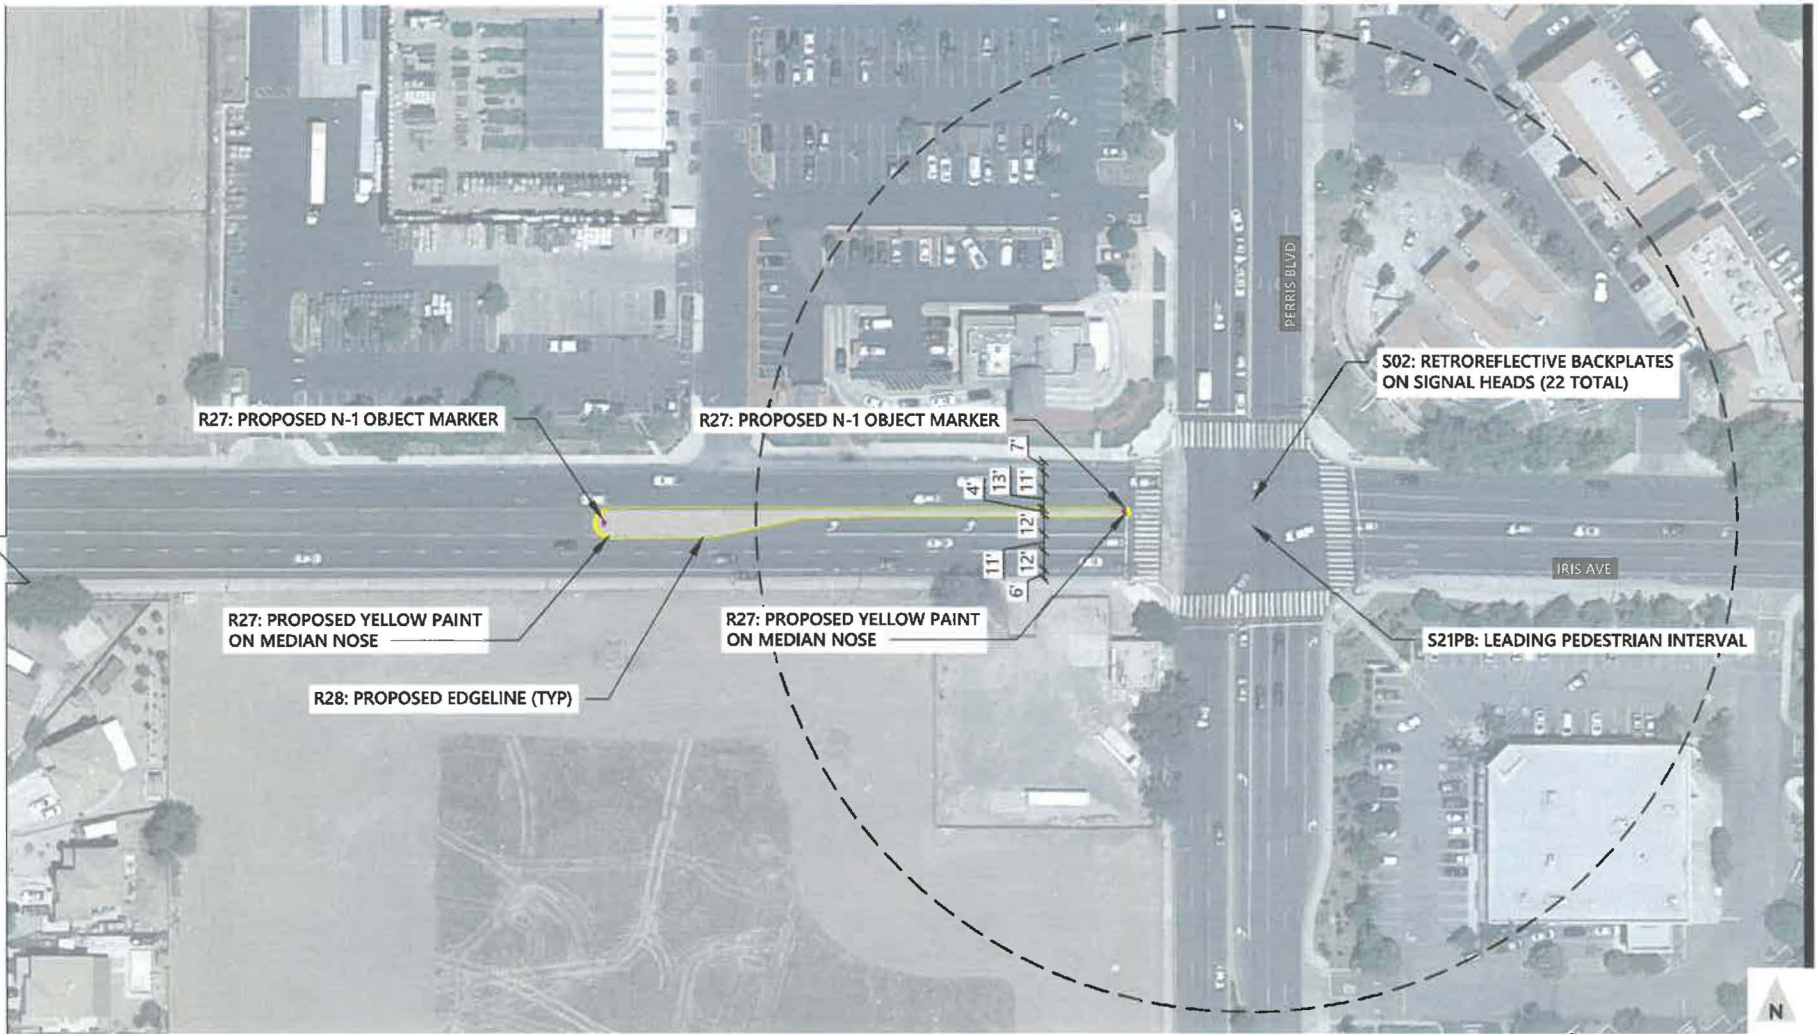 PERRIS BLVD
S02: RETROREFLECTIVE BACKPLATES
ON SIGNAL HEADS (22 TOTAL)
R27: PROPOSED N-1 OBJECT MARKER
R27: PROPOSED N-1 OBJECT MARKER
7'
11'
13'
4'
12'
12'
11'
6'
IRIS AVE
R27: PROPOSED YELLOW PAINT
ON MEDIAN NOSE
R27: PROPOSED YELLOW PAINT
ON MEDIAN NOSE
S21PB: LEADING PEDESTRIAN INTERVAL
R28: PROPOSED EDGELINE (TYP)
N